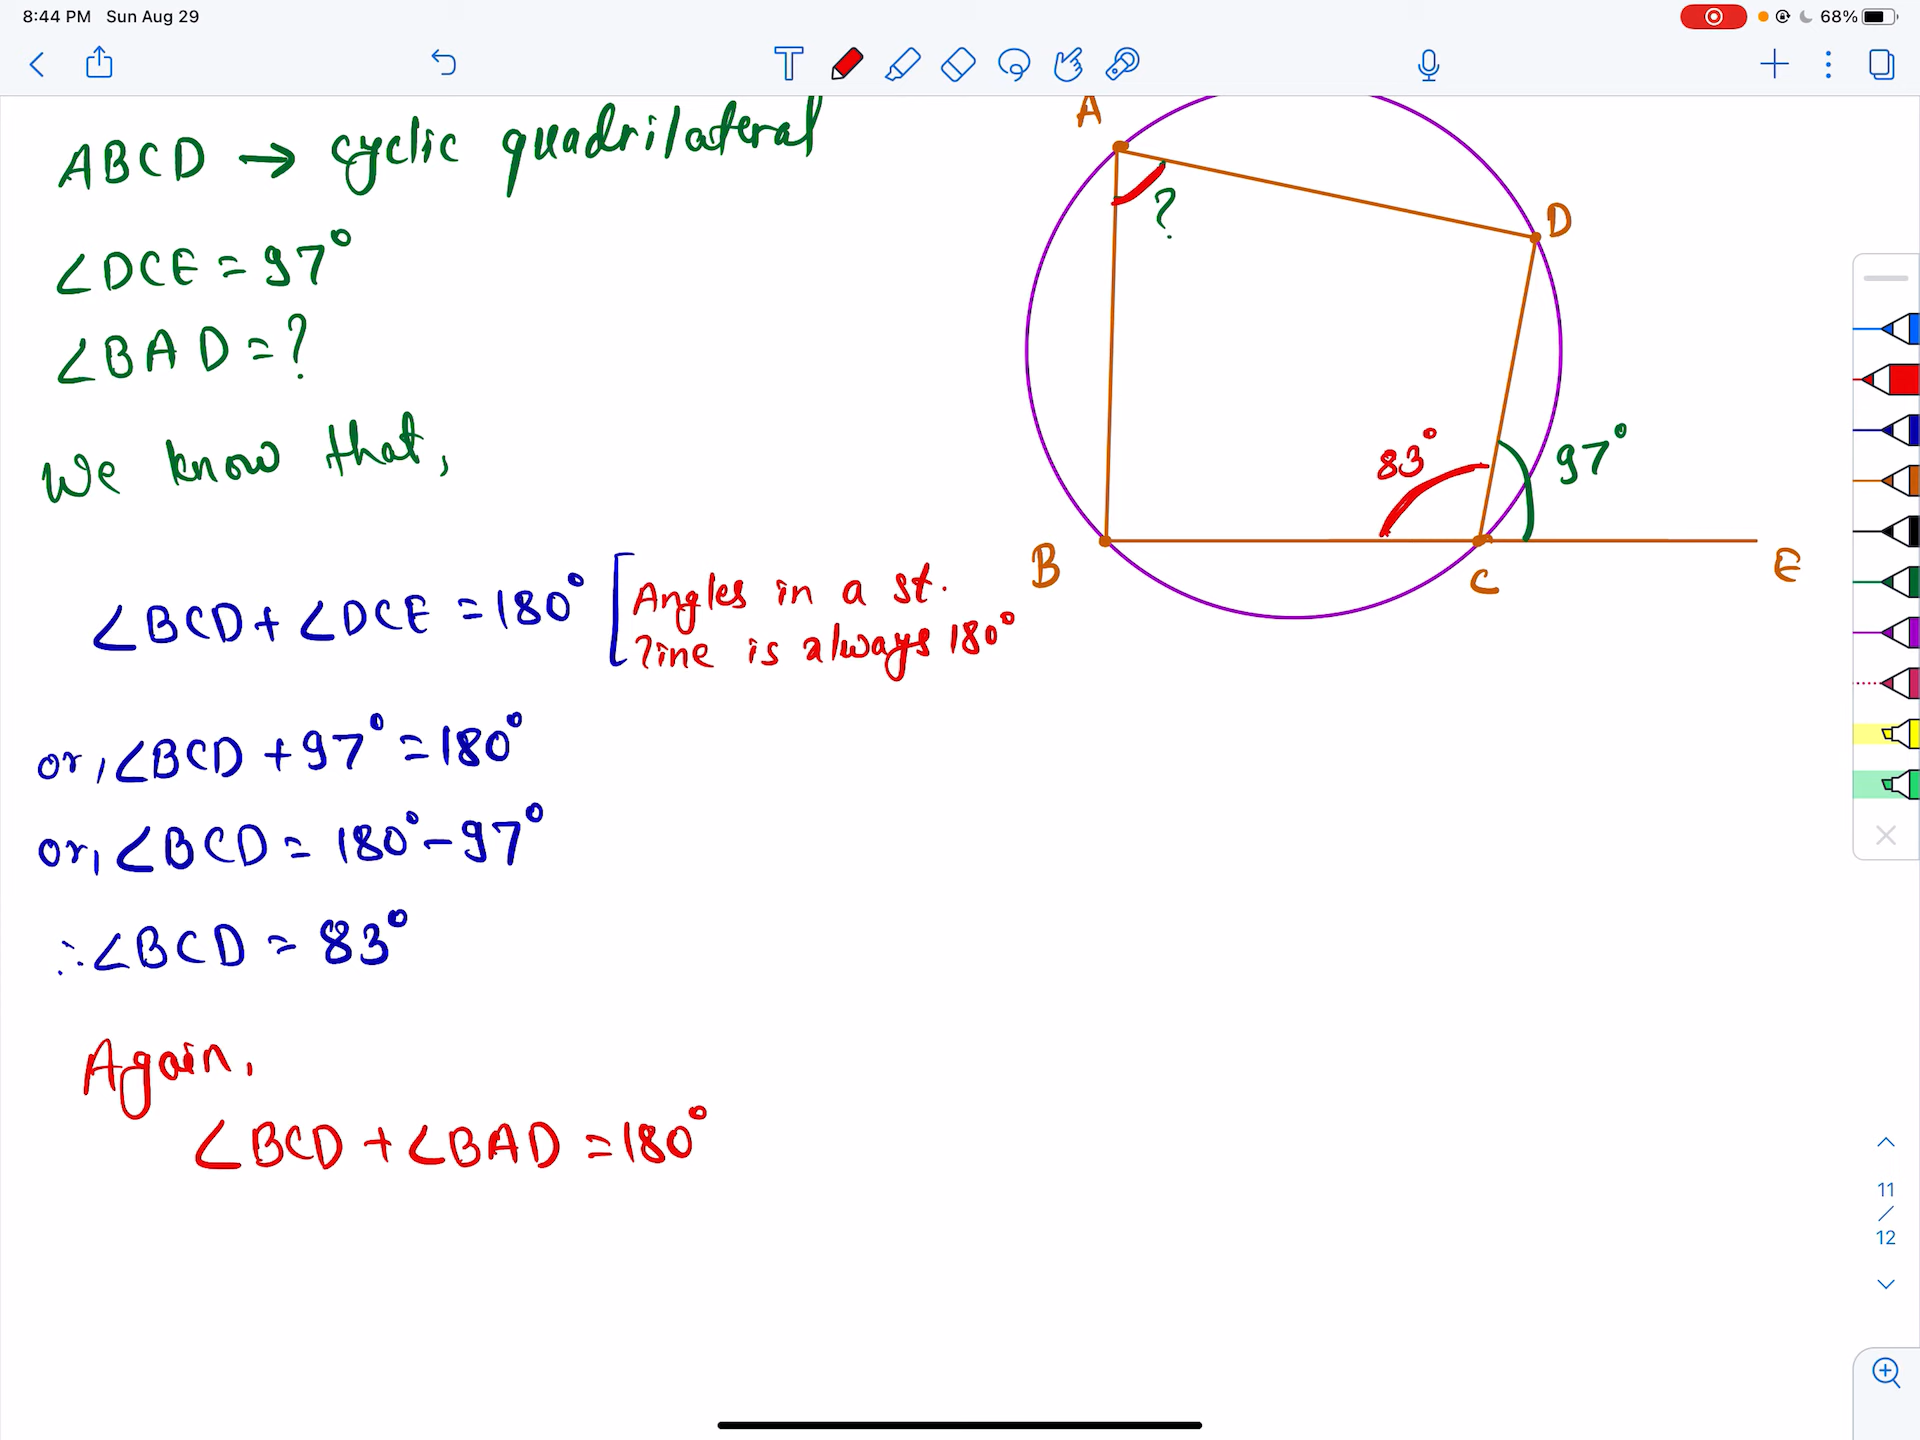 8:44 PM Sun Aug 29
68%
T
ABCD → cyclic quadrilateral
∠DCE = 97°
∠BAD = ?
We know that,
∠BCD + ∠DCE = 180° [Angles in a st.
line is always 180°
or, ∠BCD + 97° = 180°
or, ∠BCD = 180° - 97°
∴ ∠BCD = 83°
Again,
∠BCD + ∠BAD = 180°
A
?
D
83°
97°
B
C
E
11
/
12